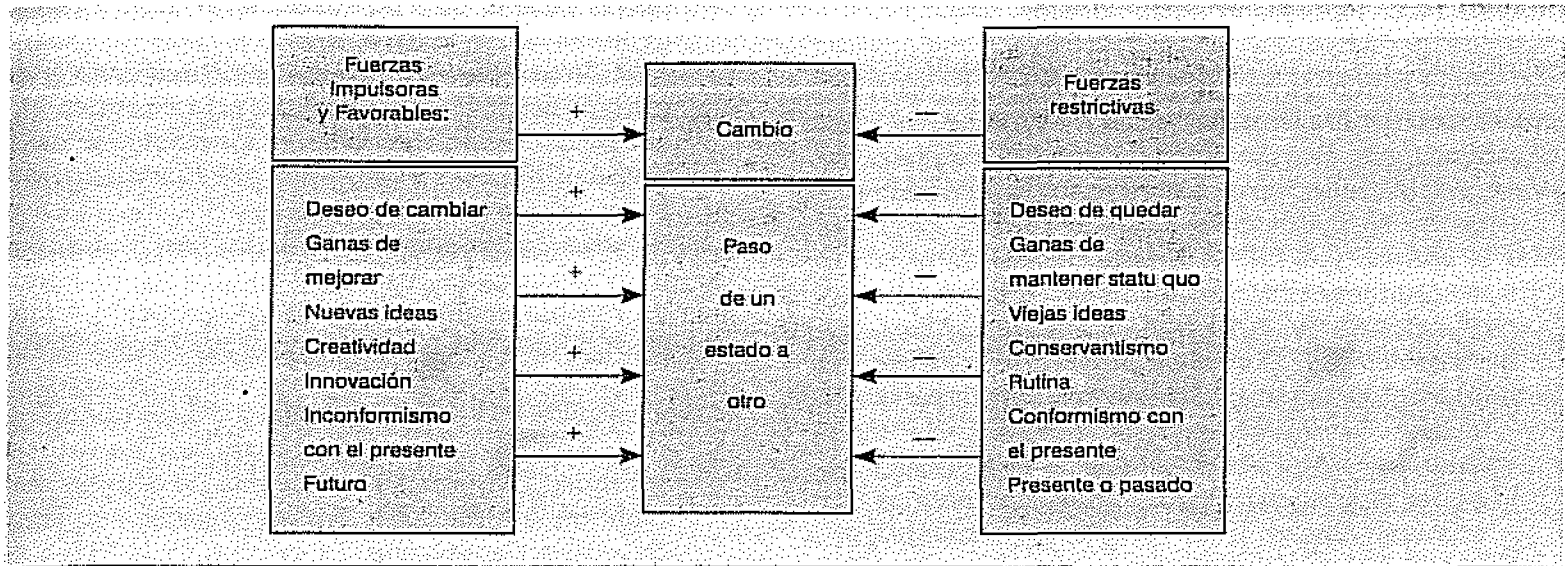 Fuerzas
Impulsoras
y Favorables:
+
Cambio
—
Fuerzas
restrictivas
Deseo de cambiar
Ganas de
mejorar
Nuevas ideas
Creatividad
Innovación
Inconformismo
con el presente
Futuro
+
+
+
+
Paso
de un
estado a
otro
—
—
—
—
Deseo de quedar
Ganas de
mantener statu quo
Viejas ideas
Conservantismo
Rutina
Conformismo con
el presente
Presente o pasado